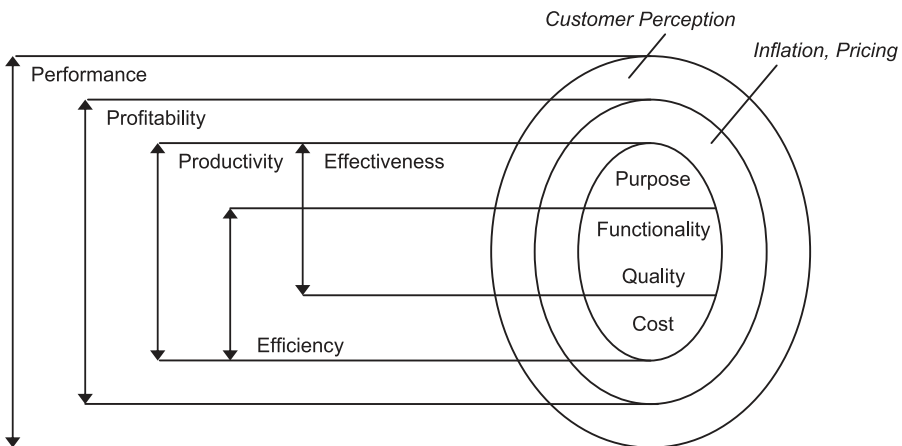 Customer Perception
Inflation, Pricing
Performance
Profitability
Productivity
Effectiveness
Purpose
Functionality
Quality
Cost
Efficiency